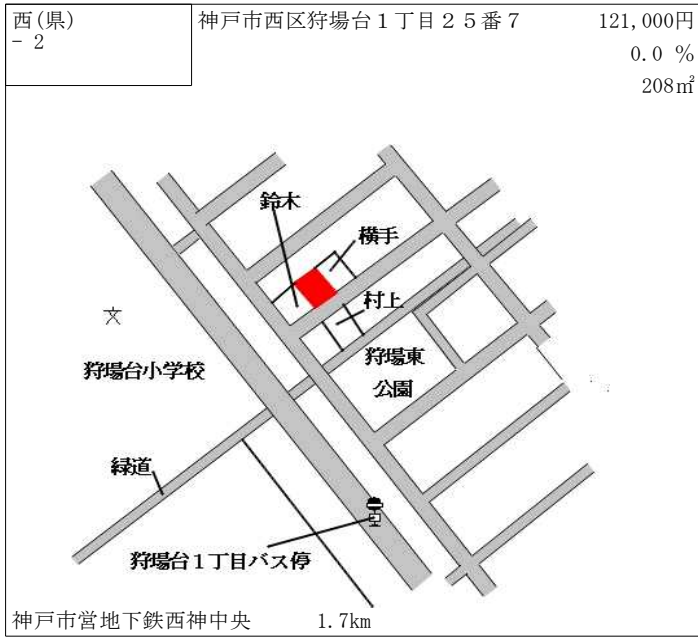 西(県)
－ 2
神戸市西区狩場台１丁目２５番７
121,000円
0.0 %
208㎡
鈴木
横手
村上
文
狩場台小学校
狩場東
公園
緑道
狩場台１丁目バス停
神戸市営地下鉄西神中央 1.7km